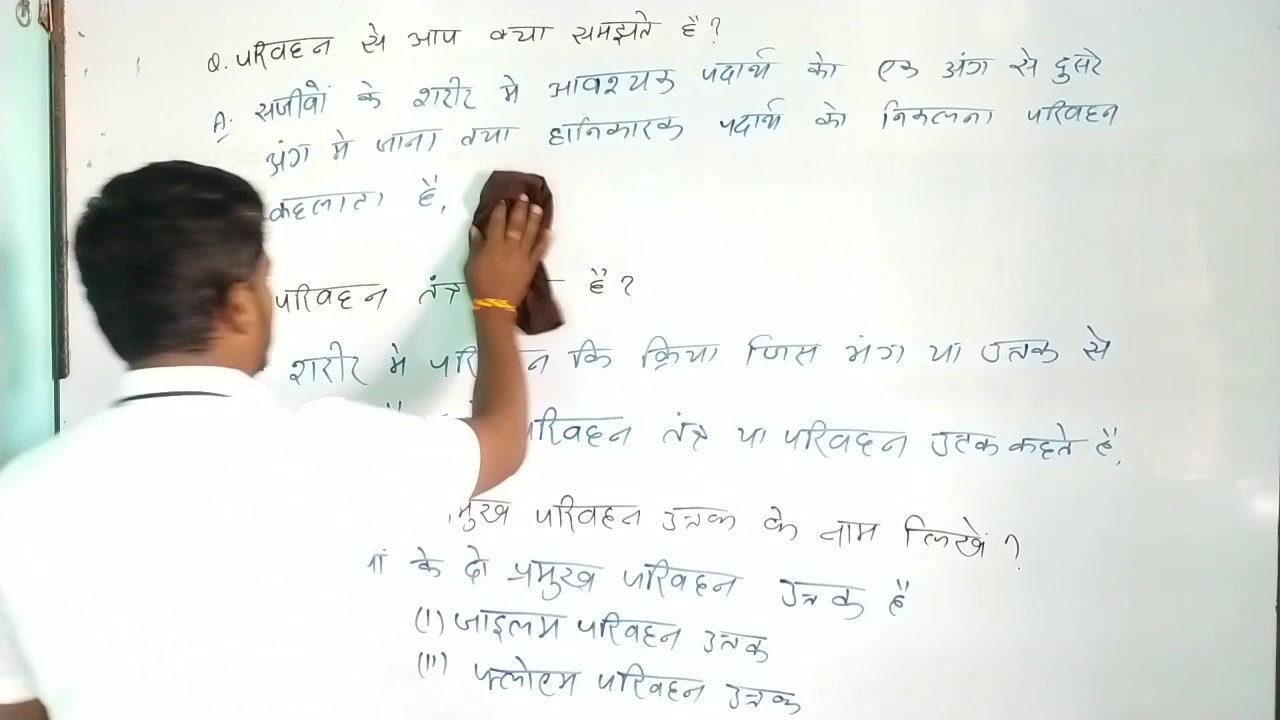 Q. परिवहन से आप क्या समझते है?
A. सजीवों के शरीर मे आवश्यक पदार्थ को एक अंग से दुसरे
अंग मे जाना तथा हानिकारक पदार्थ को निकलना परिवहन
कहलाता है,
परिवहन तंत्र है?
शरीर मे परि न कि क्रिया जिस अंग या उतक से
परिवहन तंत्र या परिवहन उतक कहते है,
मुख परिवहन उतक के नाम लिखें?
के दो प्रमुख परिवहन उतक है
(I) जाइलम परिवहन उतक
(II) फ्लोएम परिवहन उतक